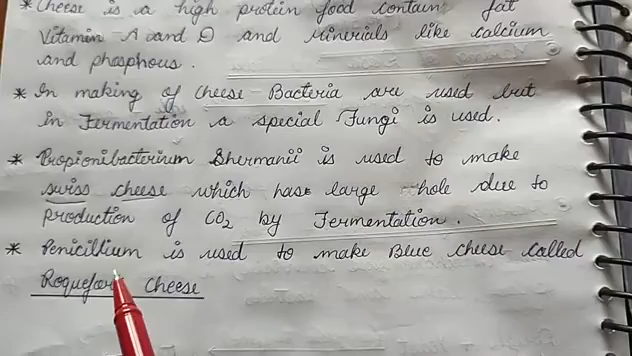 * Cheese is a high protein food contain fat
Vitamin A and D and Minerals like calcium
and phosphous.
* In making of cheese Bacteria are used but
in Fermentation a special Fungi is used.
* Propionibacterium Shermanii is used to make
swiss cheese which has large hole due to
production of CO2 by Fermentation.
* Penicillium is used to make Blue cheese called
Cheese